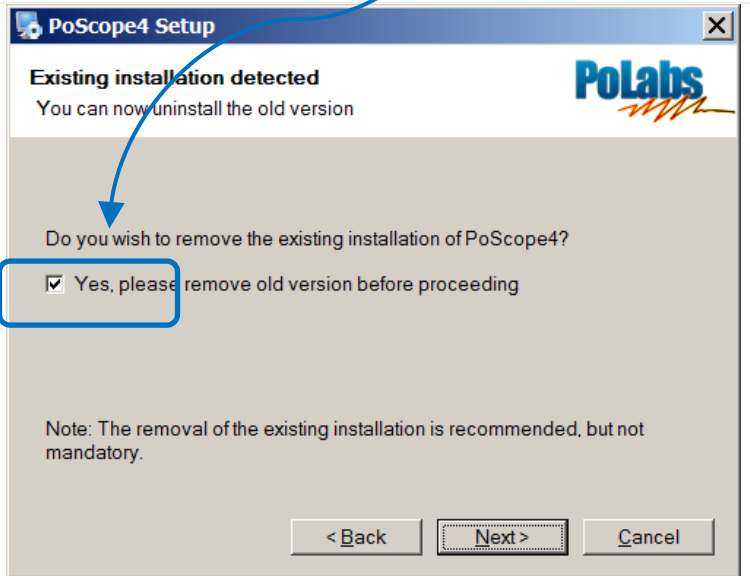 PoScope4 Setup
Existing installation detected
You can now uninstall the old version
PoLabs
Do you wish to remove the existing installation of PoScope4?
Yes, please remove old version before proceeding
Note: The removal of the existing installation is recommended, but not
mandatory.
< Back Next > Cancel